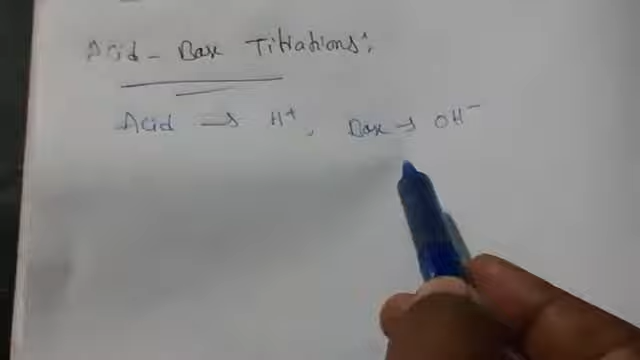 Acid - Base Titrations:
Acid → H⁺, Base → OH⁻